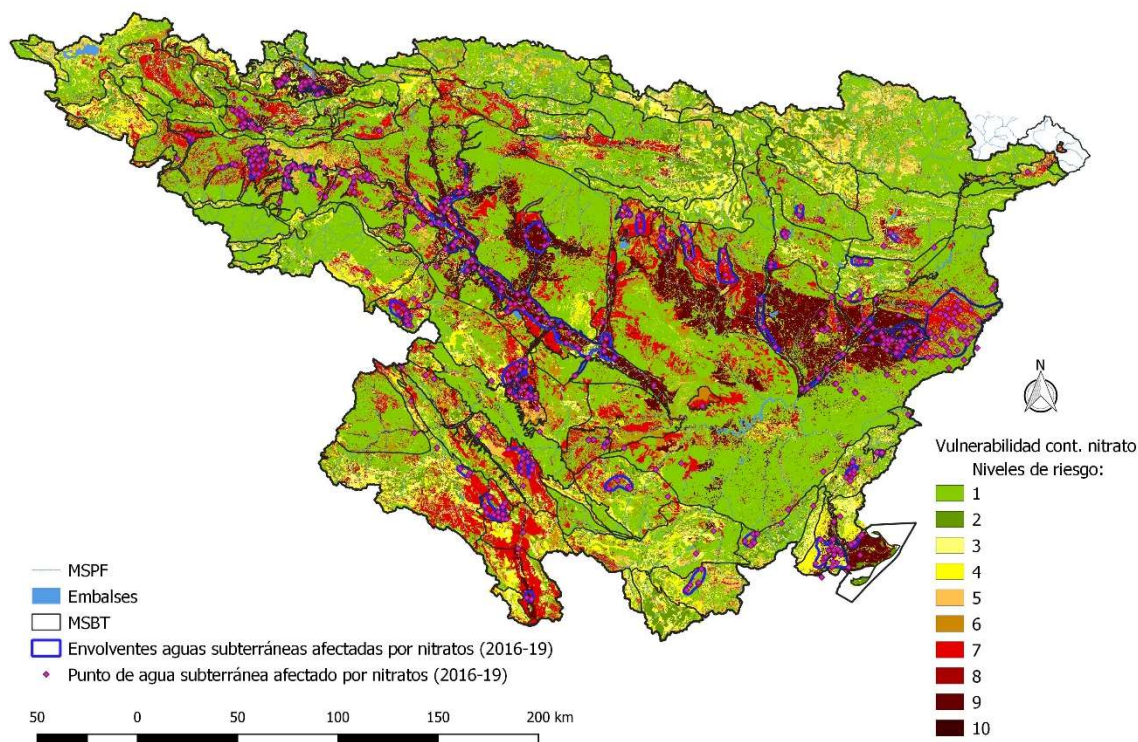 N
Vulnerabilidad cont. nitrato
Niveles de riesgo:
1
2
3
4
5
6
7
8
9
10
MSPF
Embalses
MSBT
Envolventes aguas subterráneas afectadas por nitratos (2016-19)
Punto de agua subterránea afectado por nitratos (2016-19)
50 0 50 100 150 200 km